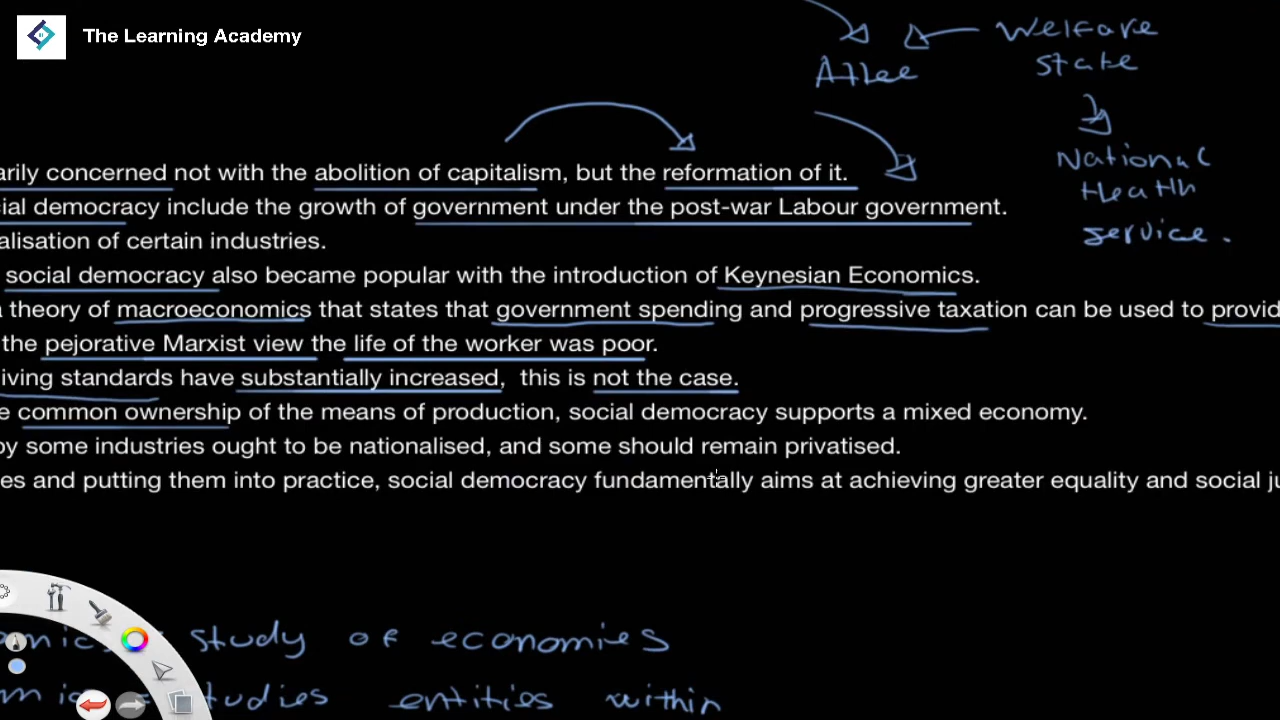 The Learning Academy
Welfare
state
Atlee
National
Health
service.
arily concerned not with the abolition of capitalism, but the reformation of it.
cial democracy include the growth of government under the post-war Labour government.
alisation of certain industries.
social democracy also became popular with the introduction of Keynesian Economics.
a theory of macroeconomics that states that government spending and progressive taxation can be used to provid
the pejorative Marxist view the life of the worker was poor.
iving standards have substantially increased, this is not the case.
e common ownership of the means of production, social democracy supports a mixed economy.
by some industries ought to be nationalised, and some should remain privatised.
es and putting them into practice, social democracy fundamentally aims at achieving greater equality and social ju
omics : study of economies
mic = studies entities within